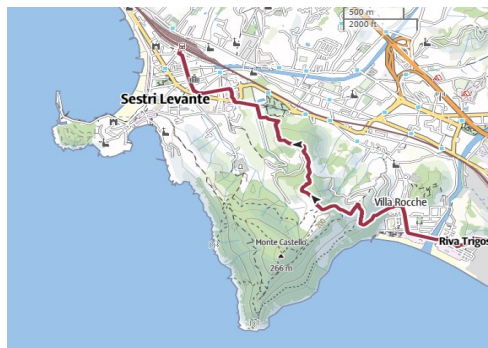 500 m
2000 ft
Sestri Levante
Villa Rocche
Riva Trigos
Monte Castello
266 m